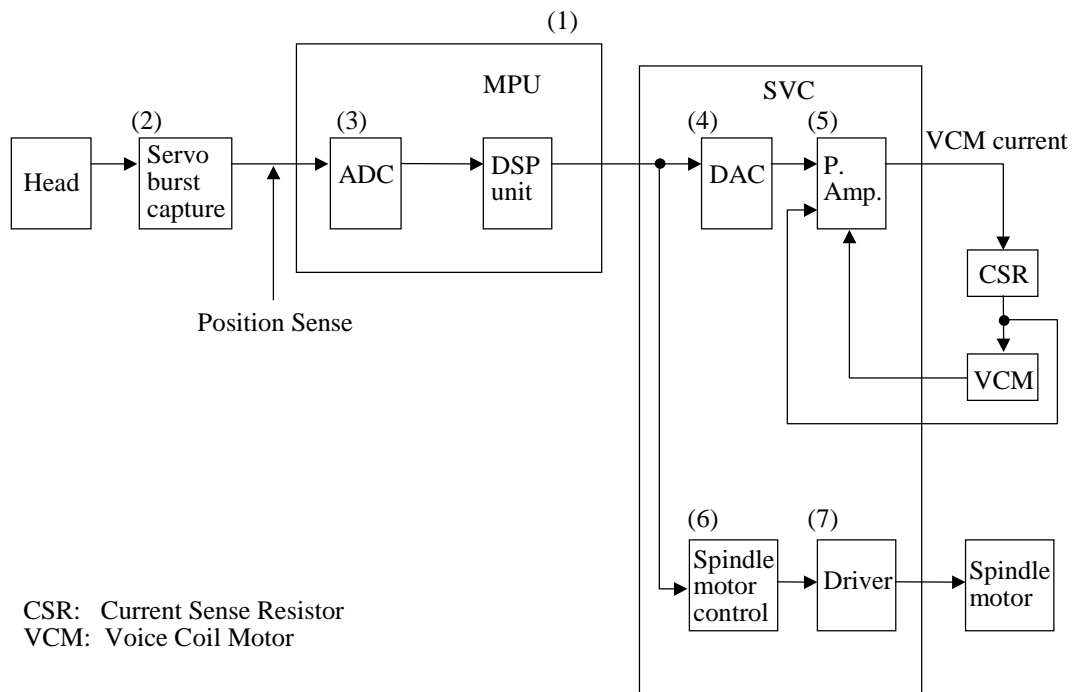 (1)
MPU
SVC
(2)
(3)
(4)
(5)
VCM current
Head
Servo
burst
capture
ADC
DSP
unit
DAC
P.
Amp.
CSR
Position Sense
VCM
(6)
(7)
Spindle
motor
control
Driver
Spindle
motor
CSR: Current Sense Resistor
VCM: Voice Coil Motor